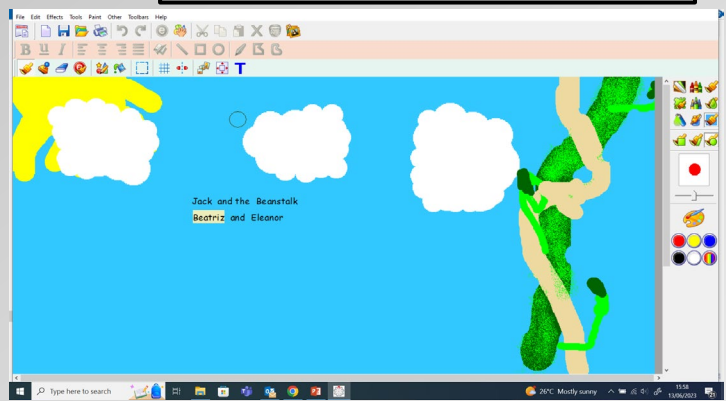 File Edit Effects Tools Paint Other Toolbars Help
B U I
T
Jack and the Beanstalk
Beatriz and Eleanor
Type here to search
26°C Mostly sunny
15:58
13/06/2023